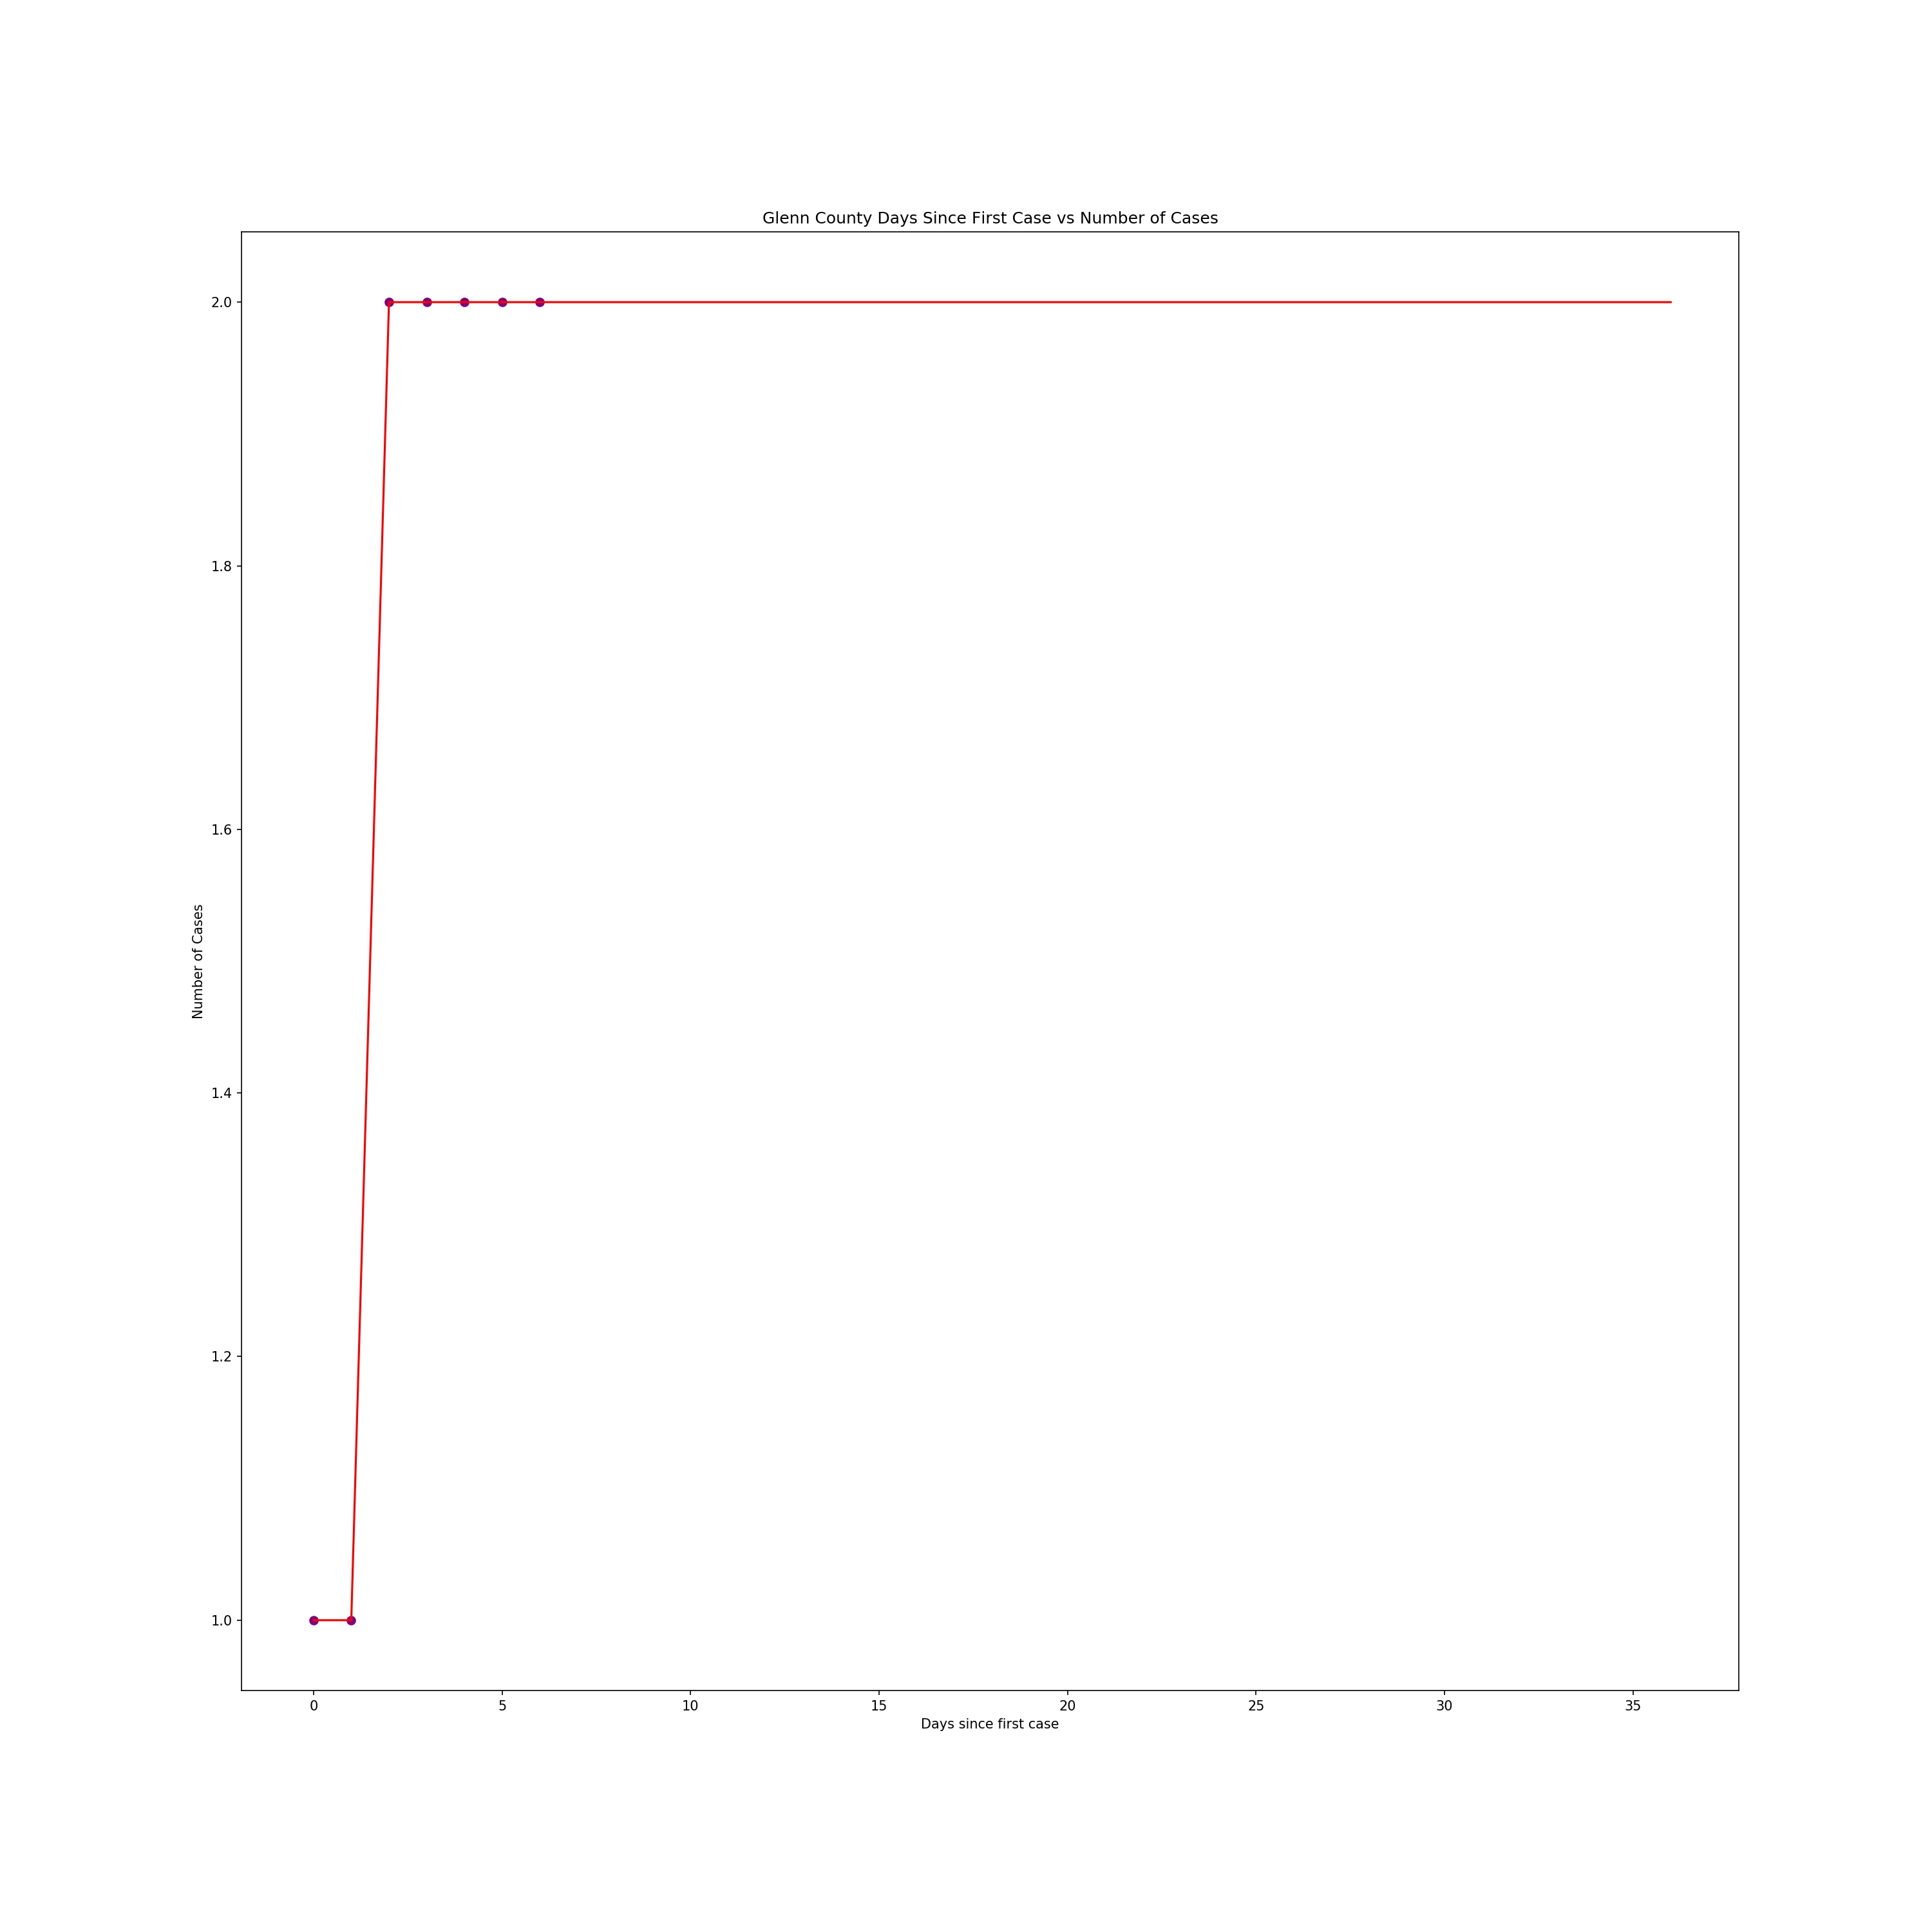 Glenn County Days Since First Case vs Number of Cases
2.0
1.8
1.6
1.4
1.2
1.0
Number of Cases
0 5 10 15 20 25 30 35
Days since first case